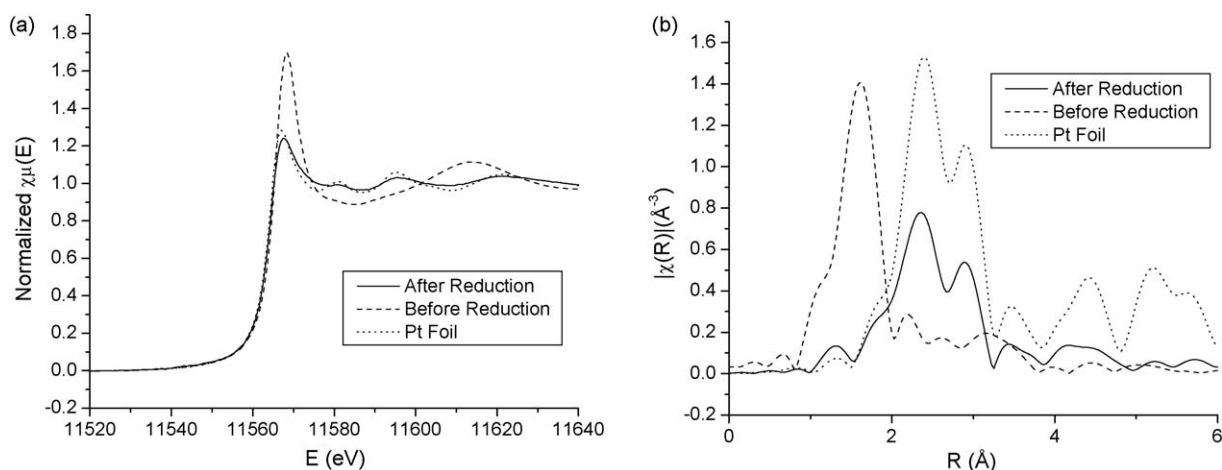 (a)
1.8
1.6
1.4
1.2
1.0
0.8
0.6
0.4
0.2
0.0
-0.2
Normalized χμ(E)
After Reduction
Before Reduction
Pt Foil
11520 11540 11560 11580 11600 11620 11640
E (eV)
(b)
1.6
1.4
1.2
1.0
0.8
0.6
0.4
0.2
0.0
-0.2
|χ(R)|(Å⁻³)
After Reduction
Before Reduction
Pt Foil
0 2 4 6
R (Å)